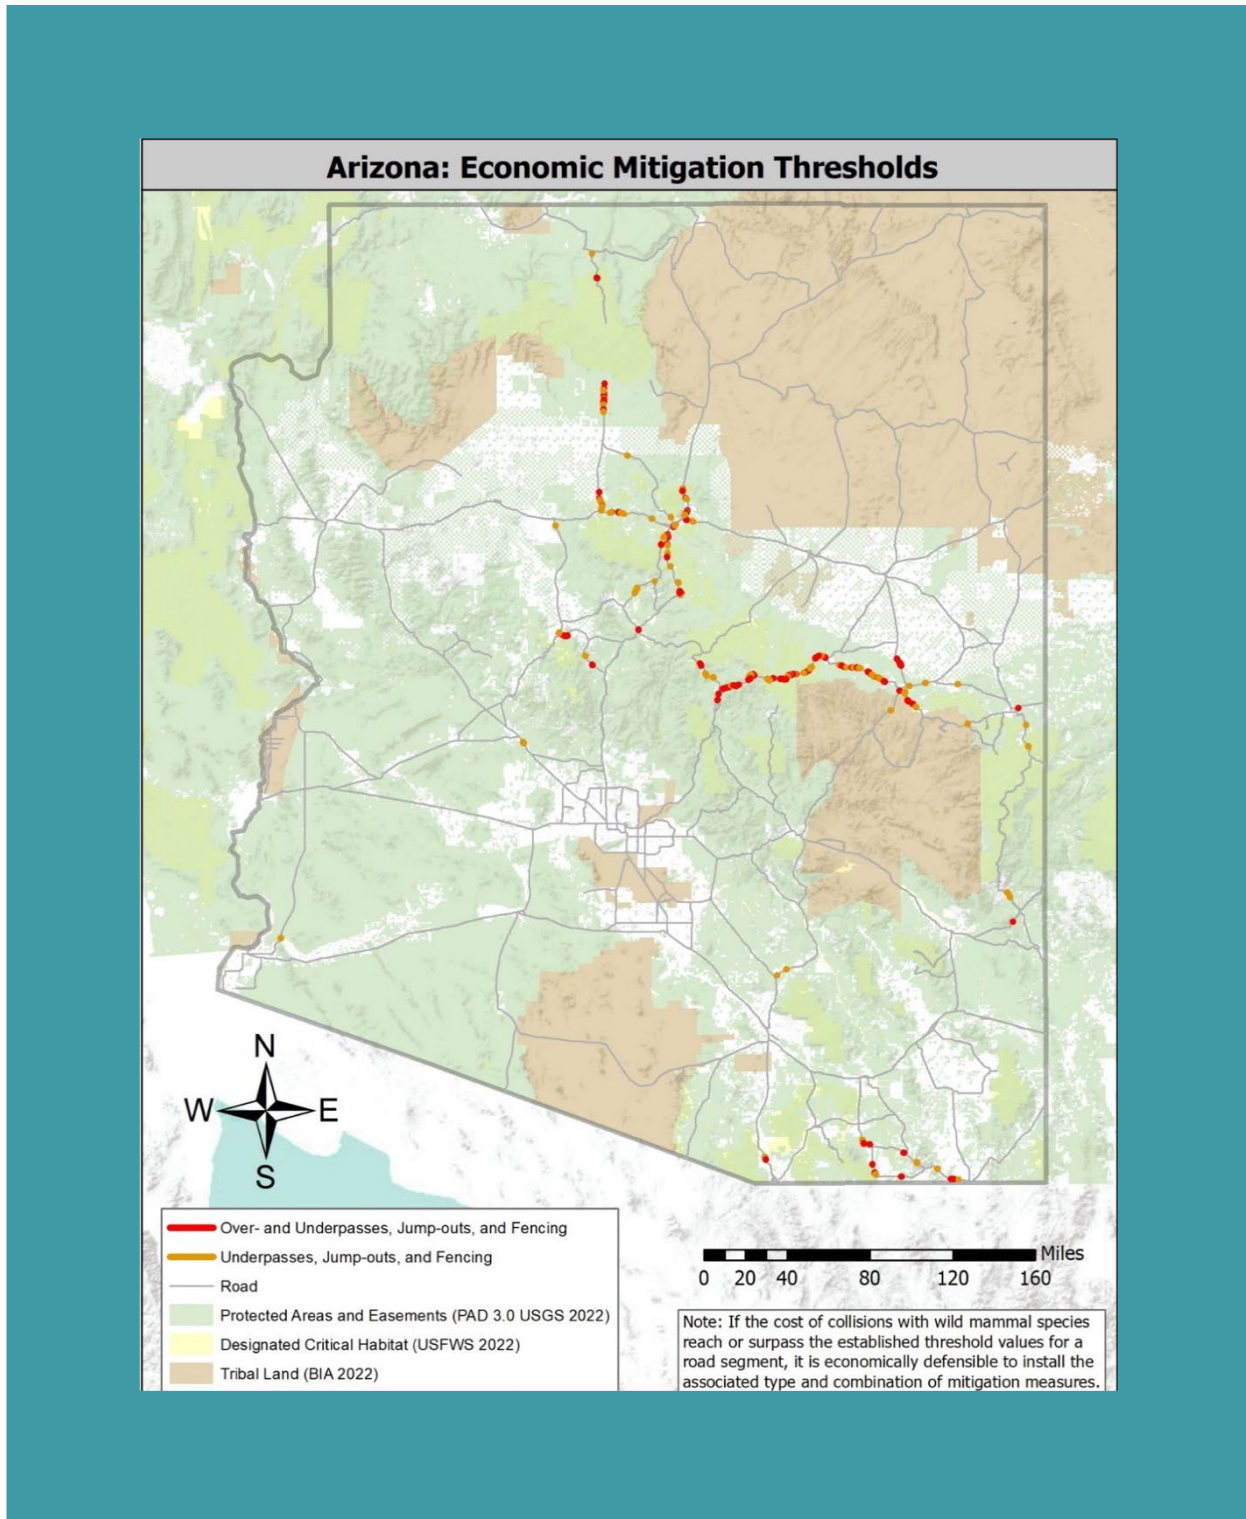 Arizona: Economic Mitigation Thresholds
N
W E
S
Over- and Underpasses, Jump-outs, and Fencing
Underpasses, Jump-outs, and Fencing
Road
Protected Areas and Easements (PAD 3.0 USGS 2022)
Designated Critical Habitat (USFWS 2022)
Tribal Land (BIA 2022)
Miles
0 20 40 80 120 160
Note: If the cost of collisions with wild mammal species
reach or surpass the established threshold values for a
road segment, it is economically defensible to install the
associated type and combination of mitigation measures.